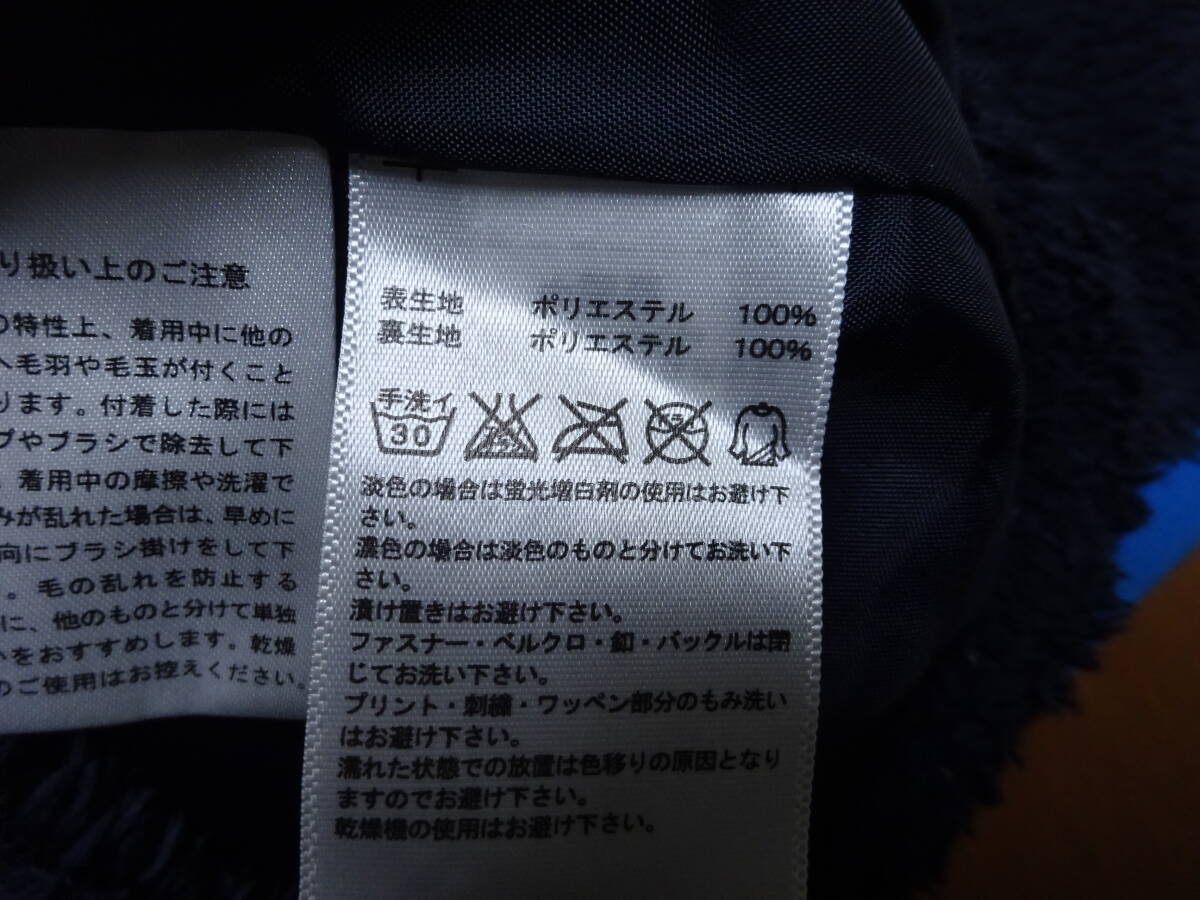 り扱い上のご注意
の特性上、着用中に他の
へ毛羽や毛玉が付くこと
ります。付着した際には
プやブラシで除去して下
。着用中の摩擦や洗濯で
みが乱れた場合は、早めに
向にブラシ掛けをして下
。毛の乱れを防止する
に、他のものと分けて単独
いをおすすめします。乾燥
のご使用はお控えください。
表生地 ポリエステル 100%
裏生地 ポリエステル 100%
手洗イ
30
淡色の場合は蛍光増白剤の使用はお避け下
さい。
濃色の場合は淡色のものと分けてお洗い下
さい。
漬け置きはお避け下さい。
ファスナー・ベルクロ・釦・バックルは閉
じてお洗い下さい。
プリント・刺繍・ワッペン部分のもみ洗い
はお避け下さい。
濡れた状態での放置は色移りの原因となり
ますのでお避け下さい。
乾燥機の使用はお避け下さい。